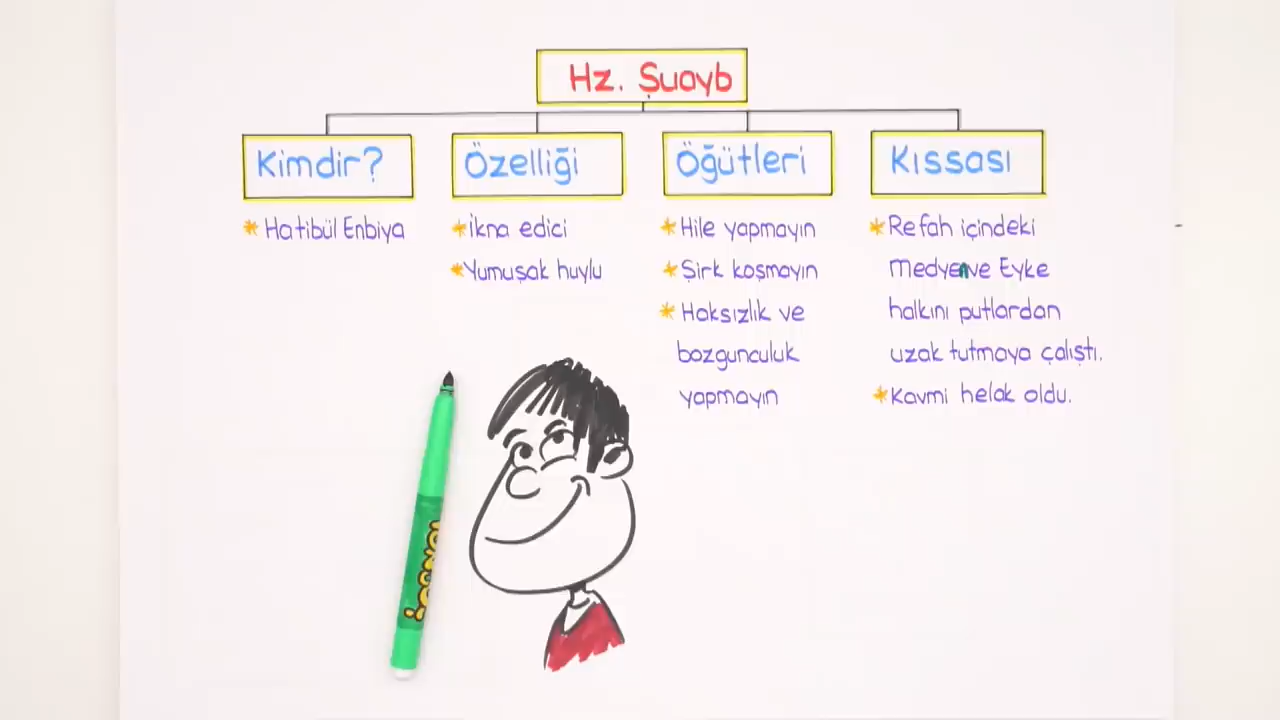 Hz. Şuayb
Kimdir?
* Hatibül Enbiya
Özelliği
* İkna edici
* Yumuşak huylu
Öğütleri
* Hile yapmayın
* Şirk koşmayın
* Haksızlık ve
bozgunculuk
yapmayın
Kıssası
* Refah içindeki
Medyen ve Eyke
halkını putlardan
uzak tutmaya çalıştı.
* Kavmi helak oldu.